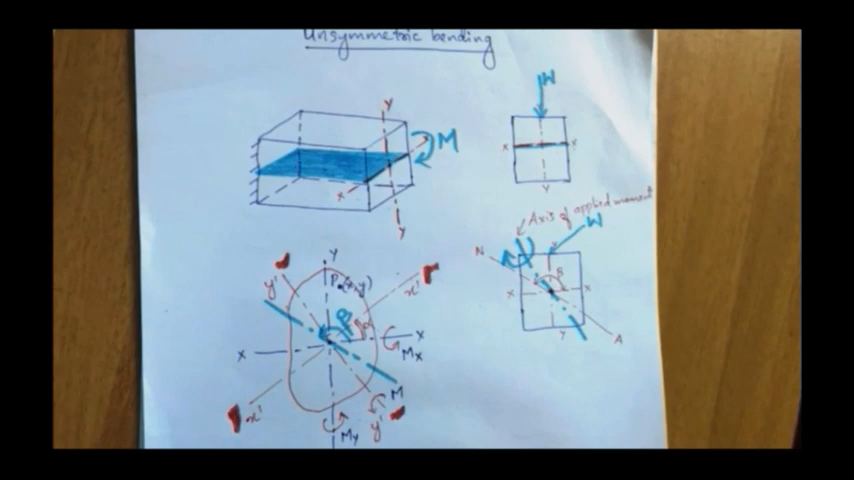 Unsymmetric bending
y
M
x
y
W
x x
y
Axis of applied moment
W
N
β
x x
y
A
y
P (x,y)
y'
x'
β
α
x x
Mx
M
x'
y'
My